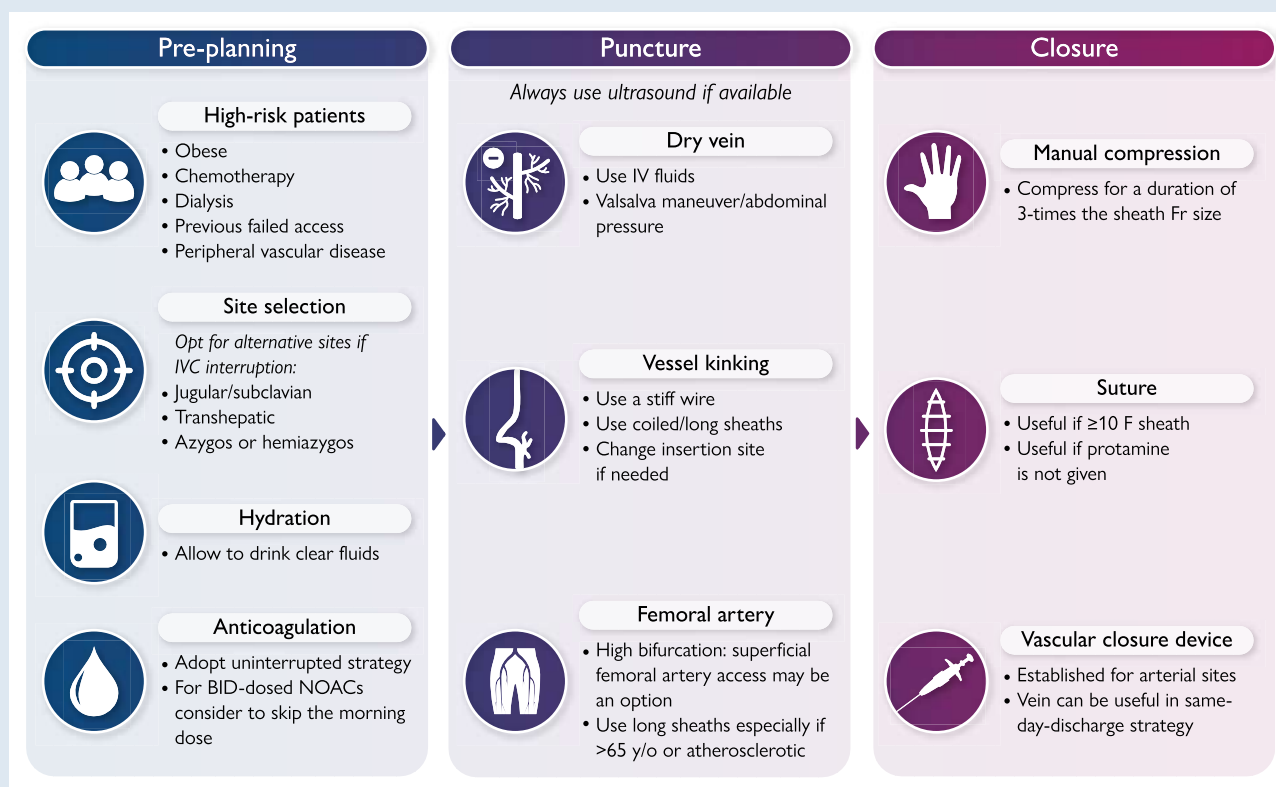 Pre-planning
High-risk patients
• Obese
• Chemotherapy
• Dialysis
• Previous failed access
• Peripheral vascular disease
Site selection
Opt for alternative sites if
IVC interruption:
• Jugular/subclavian
• Transhepatic
• Azygos or hemiazygos
Hydration
• Allow to drink clear fluids
Anticoagulation
• Adopt uninterrupted strategy
• For BID-dosed NOACs
consider to skip the morning
dose
Puncture
Always use ultrasound if available
Dry vein
• Use IV fluids
• Valsalva maneuver/abdominal
pressure
Vessel kinking
• Use a stiff wire
• Use coiled/long sheaths
• Change insertion site
if needed
Femoral artery
• High bifurcation: superficial
femoral artery access may be
an option
• Use long sheaths especially if
>65 y/o or atherosclerotic
Closure
Manual compression
• Compress for a duration of
3-times the sheath Fr size
Suture
• Useful if ≥10 F sheath
• Useful if protamine
is not given
Vascular closure device
• Established for arterial sites
• Vein can be useful in same-
day-discharge strategy